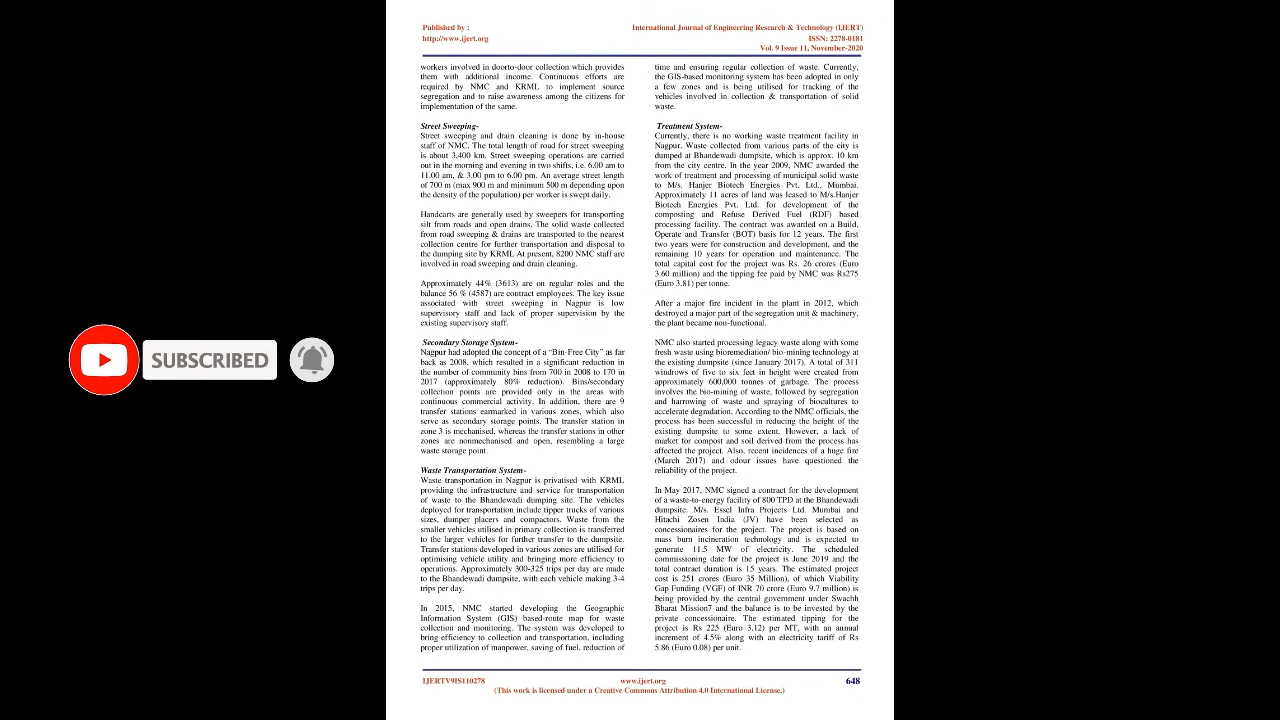 Published by :
http://www.ijert.org
International Journal of Engineering Research & Technology (IJERT)
ISSN: 2278-0181
Vol. 9 Issue 11, November-2020
workers involved in doorto-door collection which provides
them with additional income. Continuous efforts are
required by NMC and KRML to implement source
segregation and to raise awareness among the citizens for
implementation of the same.
Street Sweeping-
Street sweeping and drain cleaning is done by in-house
staff of NMC. The total length of road for street sweeping
is about 3,400 km. Street sweeping operations are carried
out in the morning and evening in two shifts, i.e. 6.00 am to
11.00 am, & 3.00 pm to 6.00 pm. An average street length
of 700 m (max 900 m and minimum 500 m depending upon
the density of the population) per worker is swept daily.
Handcarts are generally used by sweepers for transporting
silt from roads and open drains. The solid waste collected
from road sweeping & drains are transported to the nearest
collection centre for further transportation and disposal to
the dumping site by KRML At present, 8200 NMC staff are
involved in road sweeping and drain cleaning.
Approximately 44% (3613) are on regular roles and the
balance 56 % (4587) are contract employees. The key issue
associated with street sweeping in Nagpur is low
supervisory staff and lack of proper supervision by the
existing supervisory staff.
Secondary Storage System-
Nagpur had adopted the concept of a “Bin-Free City” as far
back as 2008, which resulted in a significant reduction in
the number of community bins from 700 in 2008 to 170 in
2017 (approximately 80% reduction). Bins/secondary
collection points are provided only in the areas with
continuous commercial activity. In addition, there are 9
transfer stations earmarked in various zones, which also
serve as secondary storage points. The transfer station in
zone 3 is mechanised, whereas the transfer stations in other
zones are nonmechanised and open, resembling a large
waste storage point.
Waste Transportation System-
Waste transportation in Nagpur is privatised with KRML
providing the infrastructure and service for transportation
of waste to the Bhandewadi dumping site. The vehicles
deployed for transportation include tipper trucks of various
sizes, dumper placers and compactors. Waste from the
smaller vehicles utilised in primary collection is transferred
to the larger vehicles for further transfer to the dumpsite.
Transfer stations developed in various zones are utilised for
optimising vehicle utility and bringing more efficiency to
operations. Approximately 300-325 trips per day are made
to the Bhandewadi dumpsite, with each vehicle making 3-4
trips per day.
In 2015, NMC started developing the Geographic
Information System (GIS) based-route map for waste
collection and monitoring. The system was developed to
bring efficiency to collection and transportation, including
proper utilization of manpower, saving of fuel, reduction of
time and ensuring regular collection of waste. Currently,
the GIS-based monitoring system has been adopted in only
a few zones and is being utilised for tracking of the
vehicles involved in collection & transportation of solid
waste.
Treatment System-
Currently, there is no working waste treatment facility in
Nagpur. Waste collected from various parts of the city is
dumped at Bhandewadi dumpsite, which is approx. 10 km
from the city centre. In the year 2009, NMC awarded the
work of treatment and processing of municipal solid waste
to M/s. Hanjer Biotech Energies Pvt. Ltd., Mumbai.
Approximately 11 acres of land was leased to M/s.Hanjer
Biotech Energies Pvt. Ltd. for development of the
composting and Refuse Derived Fuel (RDF) based
processing facility. The contract was awarded on a Build,
Operate and Transfer (BOT) basis for 12 years. The first
two years were for construction and development, and the
remaining 10 years for operation and maintenance. The
total capital cost for the project was Rs. 26 crores (Euro
3.60 million) and the tipping fee paid by NMC was Rs275
(Euro 3.81) per tonne.
After a major fire incident in the plant in 2012, which
destroyed a major part of the segregation unit & machinery,
the plant became non-functional.
NMC also started processing legacy waste along with some
fresh waste using bioremediation/ bio-mining technology at
the existing dumpsite (since January 2017). A total of 311
windrows of five to six feet in height were created from
approximately 600,000 tonnes of garbage. The process
involves the bio-mining of waste, followed by segregation
and harrowing of waste and spraying of biocultures to
accelerate degradation. According to the NMC officials, the
process has been successful in reducing the height of the
existing dumpsite to some extent. However, a lack of
market for compost and soil derived from the process has
affected the project. Also, recent incidences of a huge fire
(March 2017) and odour issues have questioned the
reliability of the project.
In May 2017, NMC signed a contract for the development
of a waste-to-energy facility of 800 TPD at the Bhandewadi
dumpsite. M/s. Essel Infra Projects Ltd. Mumbai and
Hitachi Zosen India (JV) have been selected as
concessionaires for the project. The project is based on
mass burn incineration technology and is expected to
generate 11.5 MW of electricity. The scheduled
commissioning date for the project is June 2019 and the
total contract duration is 15 years. The estimated project
cost is 251 crores (Euro 35 Million), of which Viability
Gap Funding (VGF) of INR 70 crore (Euro 9.7 million) is
being provided by the central government under Swachh
Bharat Mission7 and the balance is to be invested by the
private concessionaire. The estimated tipping for the
project is Rs 225 (Euro 3.12) per MT, with an annual
increment of 4.5% along with an electricity tariff of Rs
5.86 (Euro 0.08) per unit.
SUBSCRIBED
IJERTV9IS110278
www.ijert.org
648
(This work is licensed under a Creative Commons Attribution 4.0 International License.)